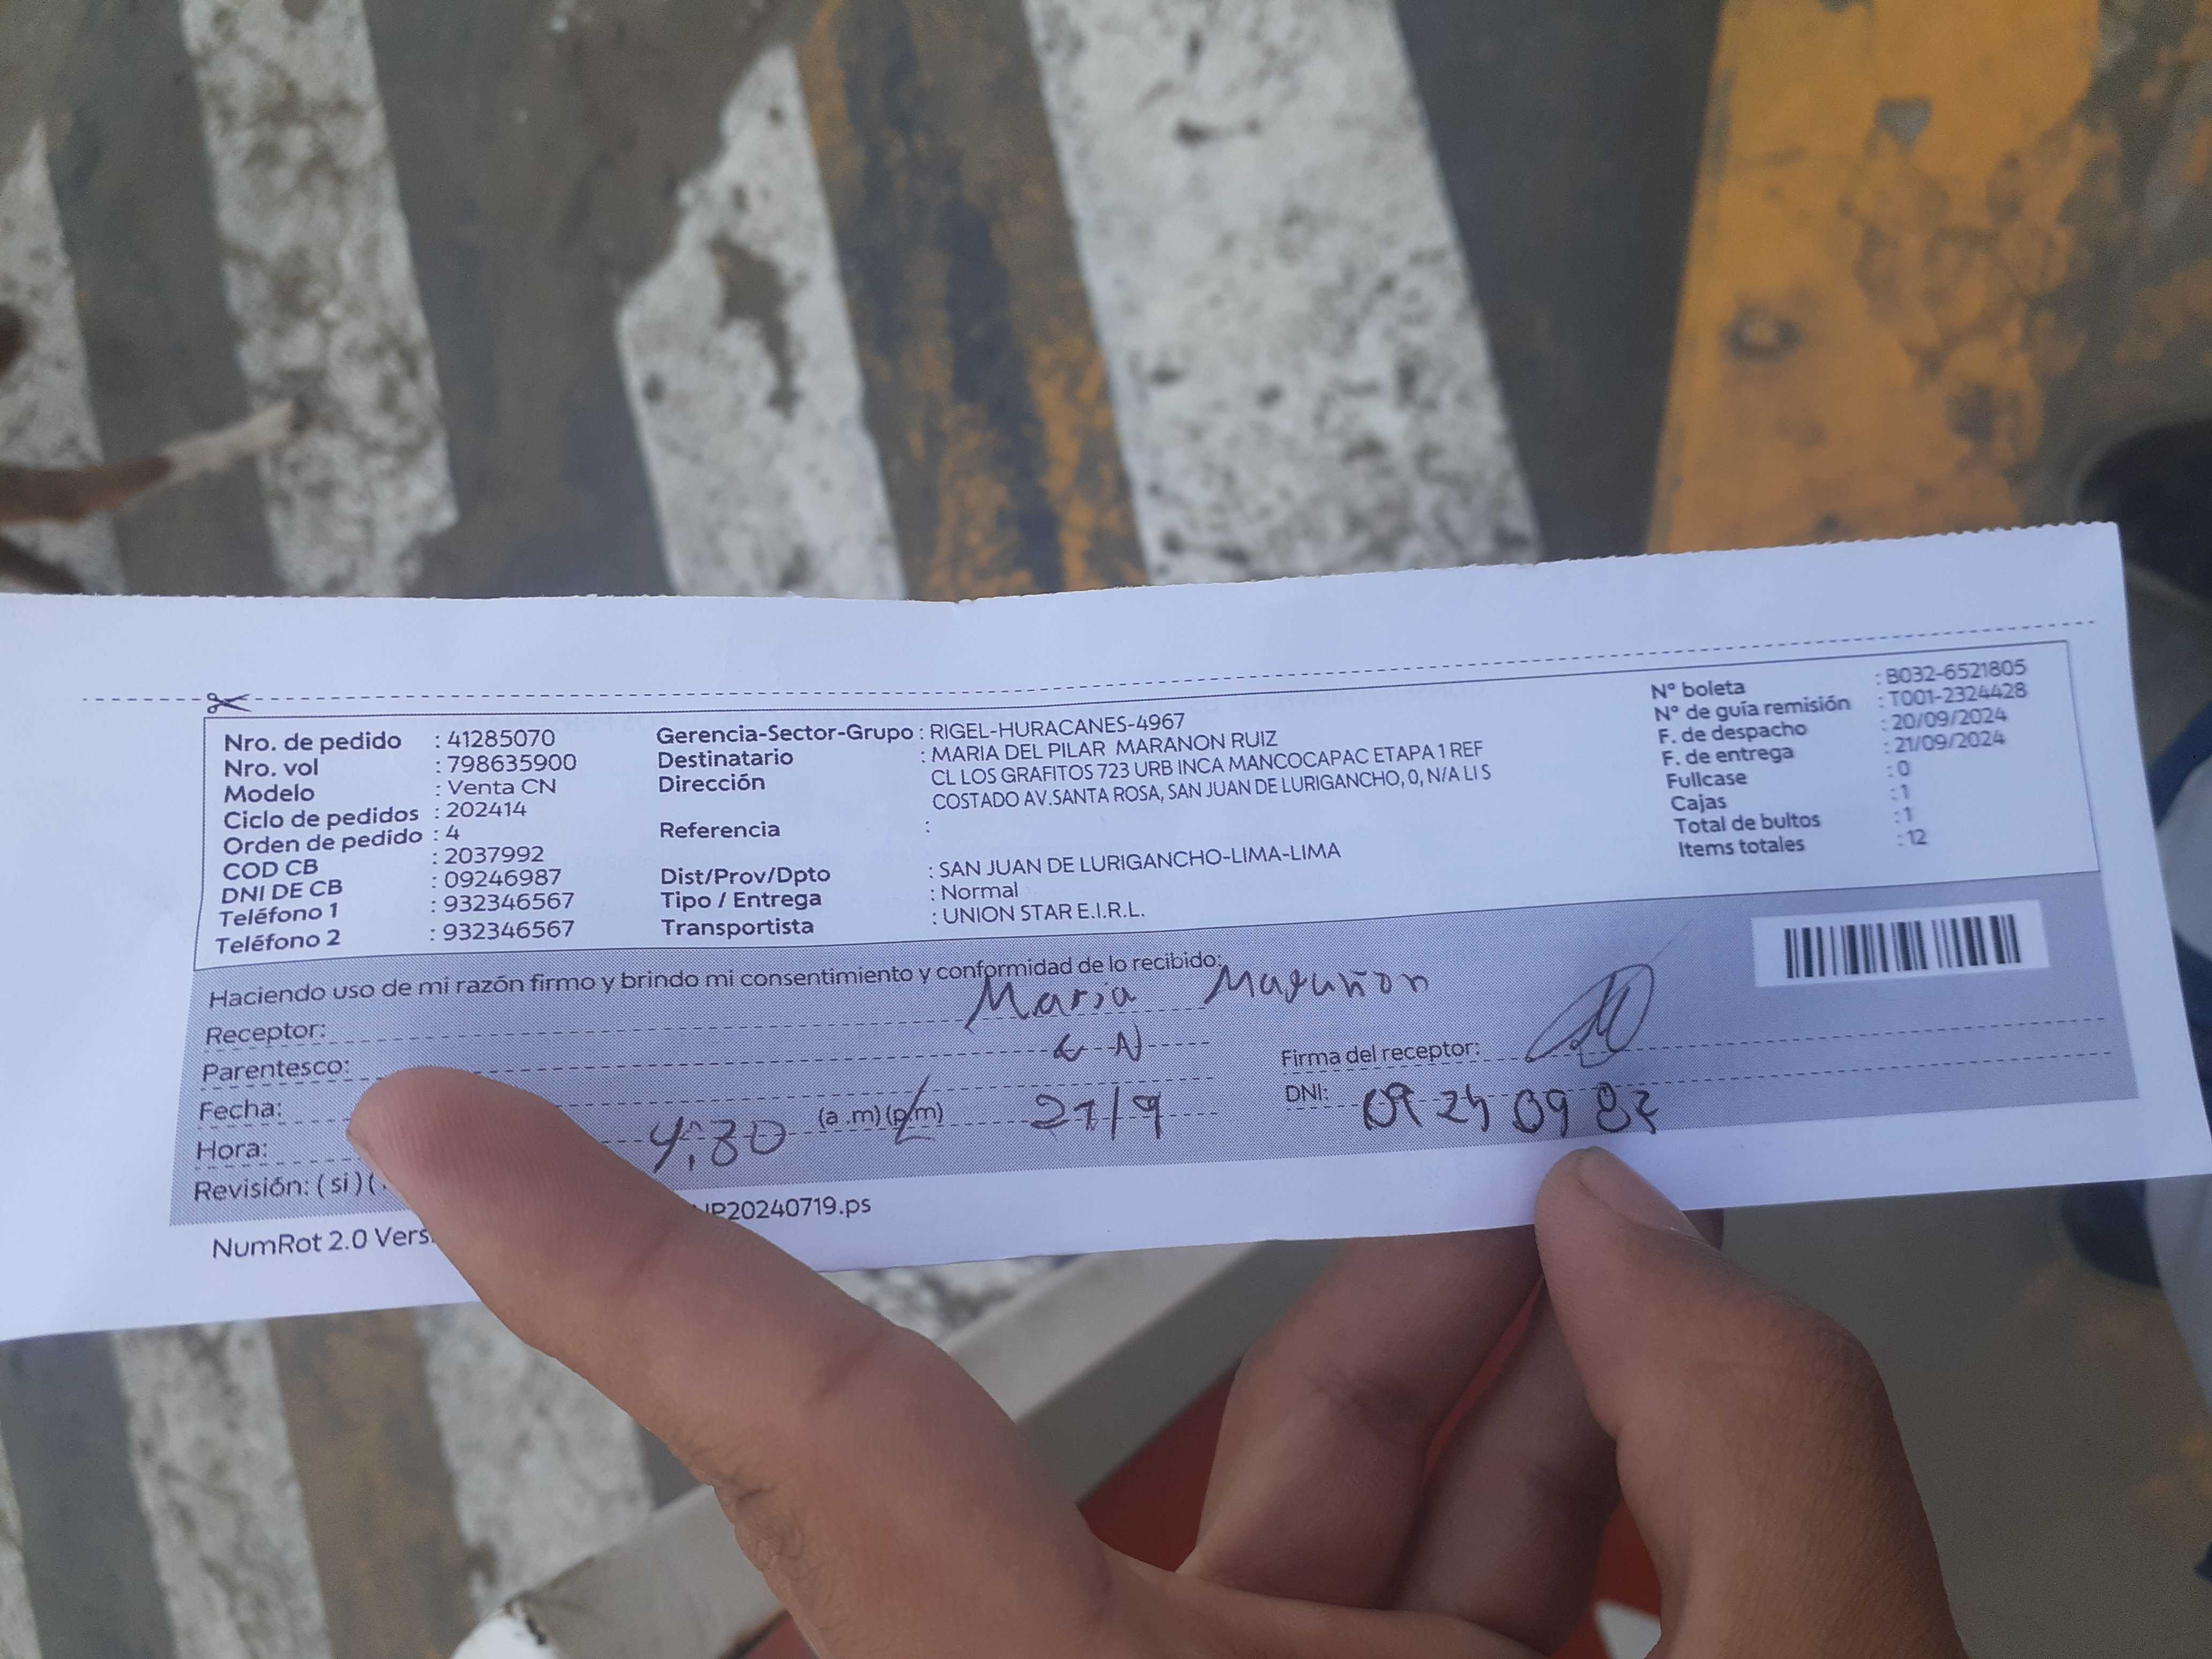 Nro. de pedido : 41285070
Nro. vol : 798635900
Modelo : Venta CN
Ciclo de pedidos : 202414
Orden de pedido : 4
COD CB : 2037992
DNI DE CB : 09246987
Teléfono 1 : 932346567
Teléfono 2 : 932346567
Gerencia-Sector-Grupo : RIGEL-HURACANES-4967
Destinatario : MARIA DEL PILAR MARANON RUIZ
Dirección CL LOS GRAFITOS 723 URB INCA MANCOCAPAC ETAPA 1 REF
COSTADO AV.SANTA ROSA, SAN JUAN DE LURIGANCHO, 0, N/A LI S
Referencia :
Dist/Prov/Dpto : SAN JUAN DE LURIGANCHO-LIMA-LIMA
Tipo / Entrega : Normal
Transportista : UNION STAR E.I.R.L.
N° boleta : B032-6521805
N° de guía remisión : T001-2324428
F. de despacho : 20/09/2024
F. de entrega : 21/09/2024
Fullcase : 0
Cajas : 1
Total de bultos : 1
Items totales : 12
Haciendo uso de mi razón firmo y brindo mi consentimiento y conformidad de lo recibido:
Receptor: Maria Marañon
Parentesco:
Fecha: 21/9
Hora: 4:30 (a.m)(p/m)
Revisión: ( si ) (
Firma del receptor:
DNI:
NumRot 2.0 Vers
P20240719.ps